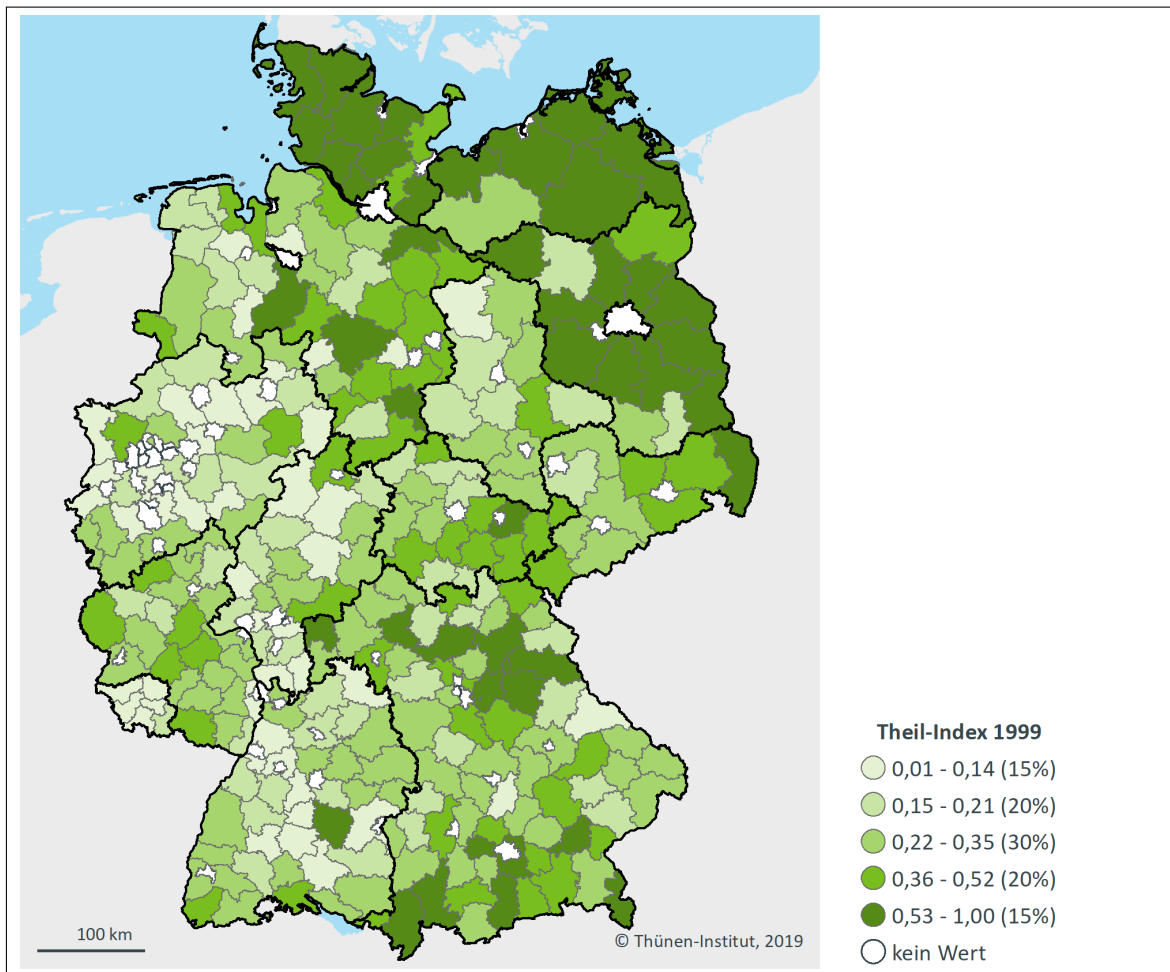 Theil-Index 1999
0,01 - 0,14 (15%)
0,15 - 0,21 (20%)
0,22 - 0,35 (30%)
0,36 - 0,52 (20%)
0,53 - 1,00 (15%)
kein Wert
100 km
© Thünen-Institut, 2019